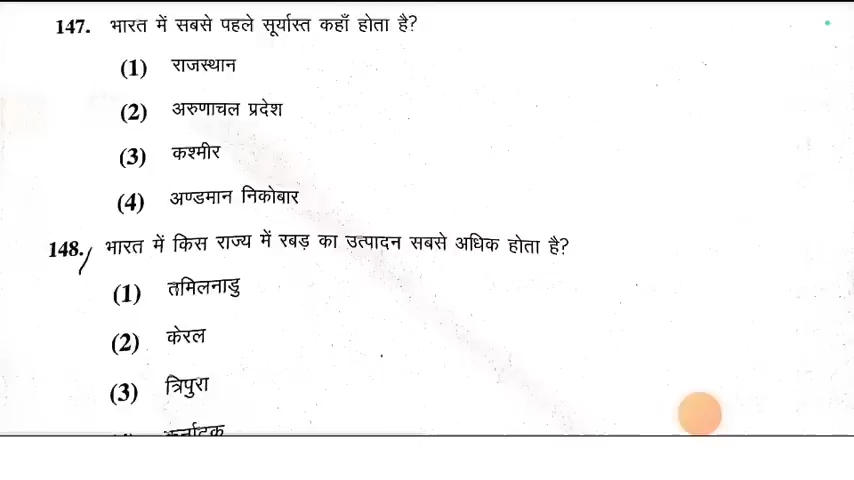 147. भारत में सबसे पहले सूर्यास्त कहाँ होता है?
(1) राजस्थान
(2) अरुणाचल प्रदेश
(3) कश्मीर
(4) अण्डमान निकोबार
148. भारत में किस राज्य में रबड़ का उत्पादन सबसे अधिक होता है?
(1) तमिलनाडु
(2) केरल
(3) त्रिपुरा